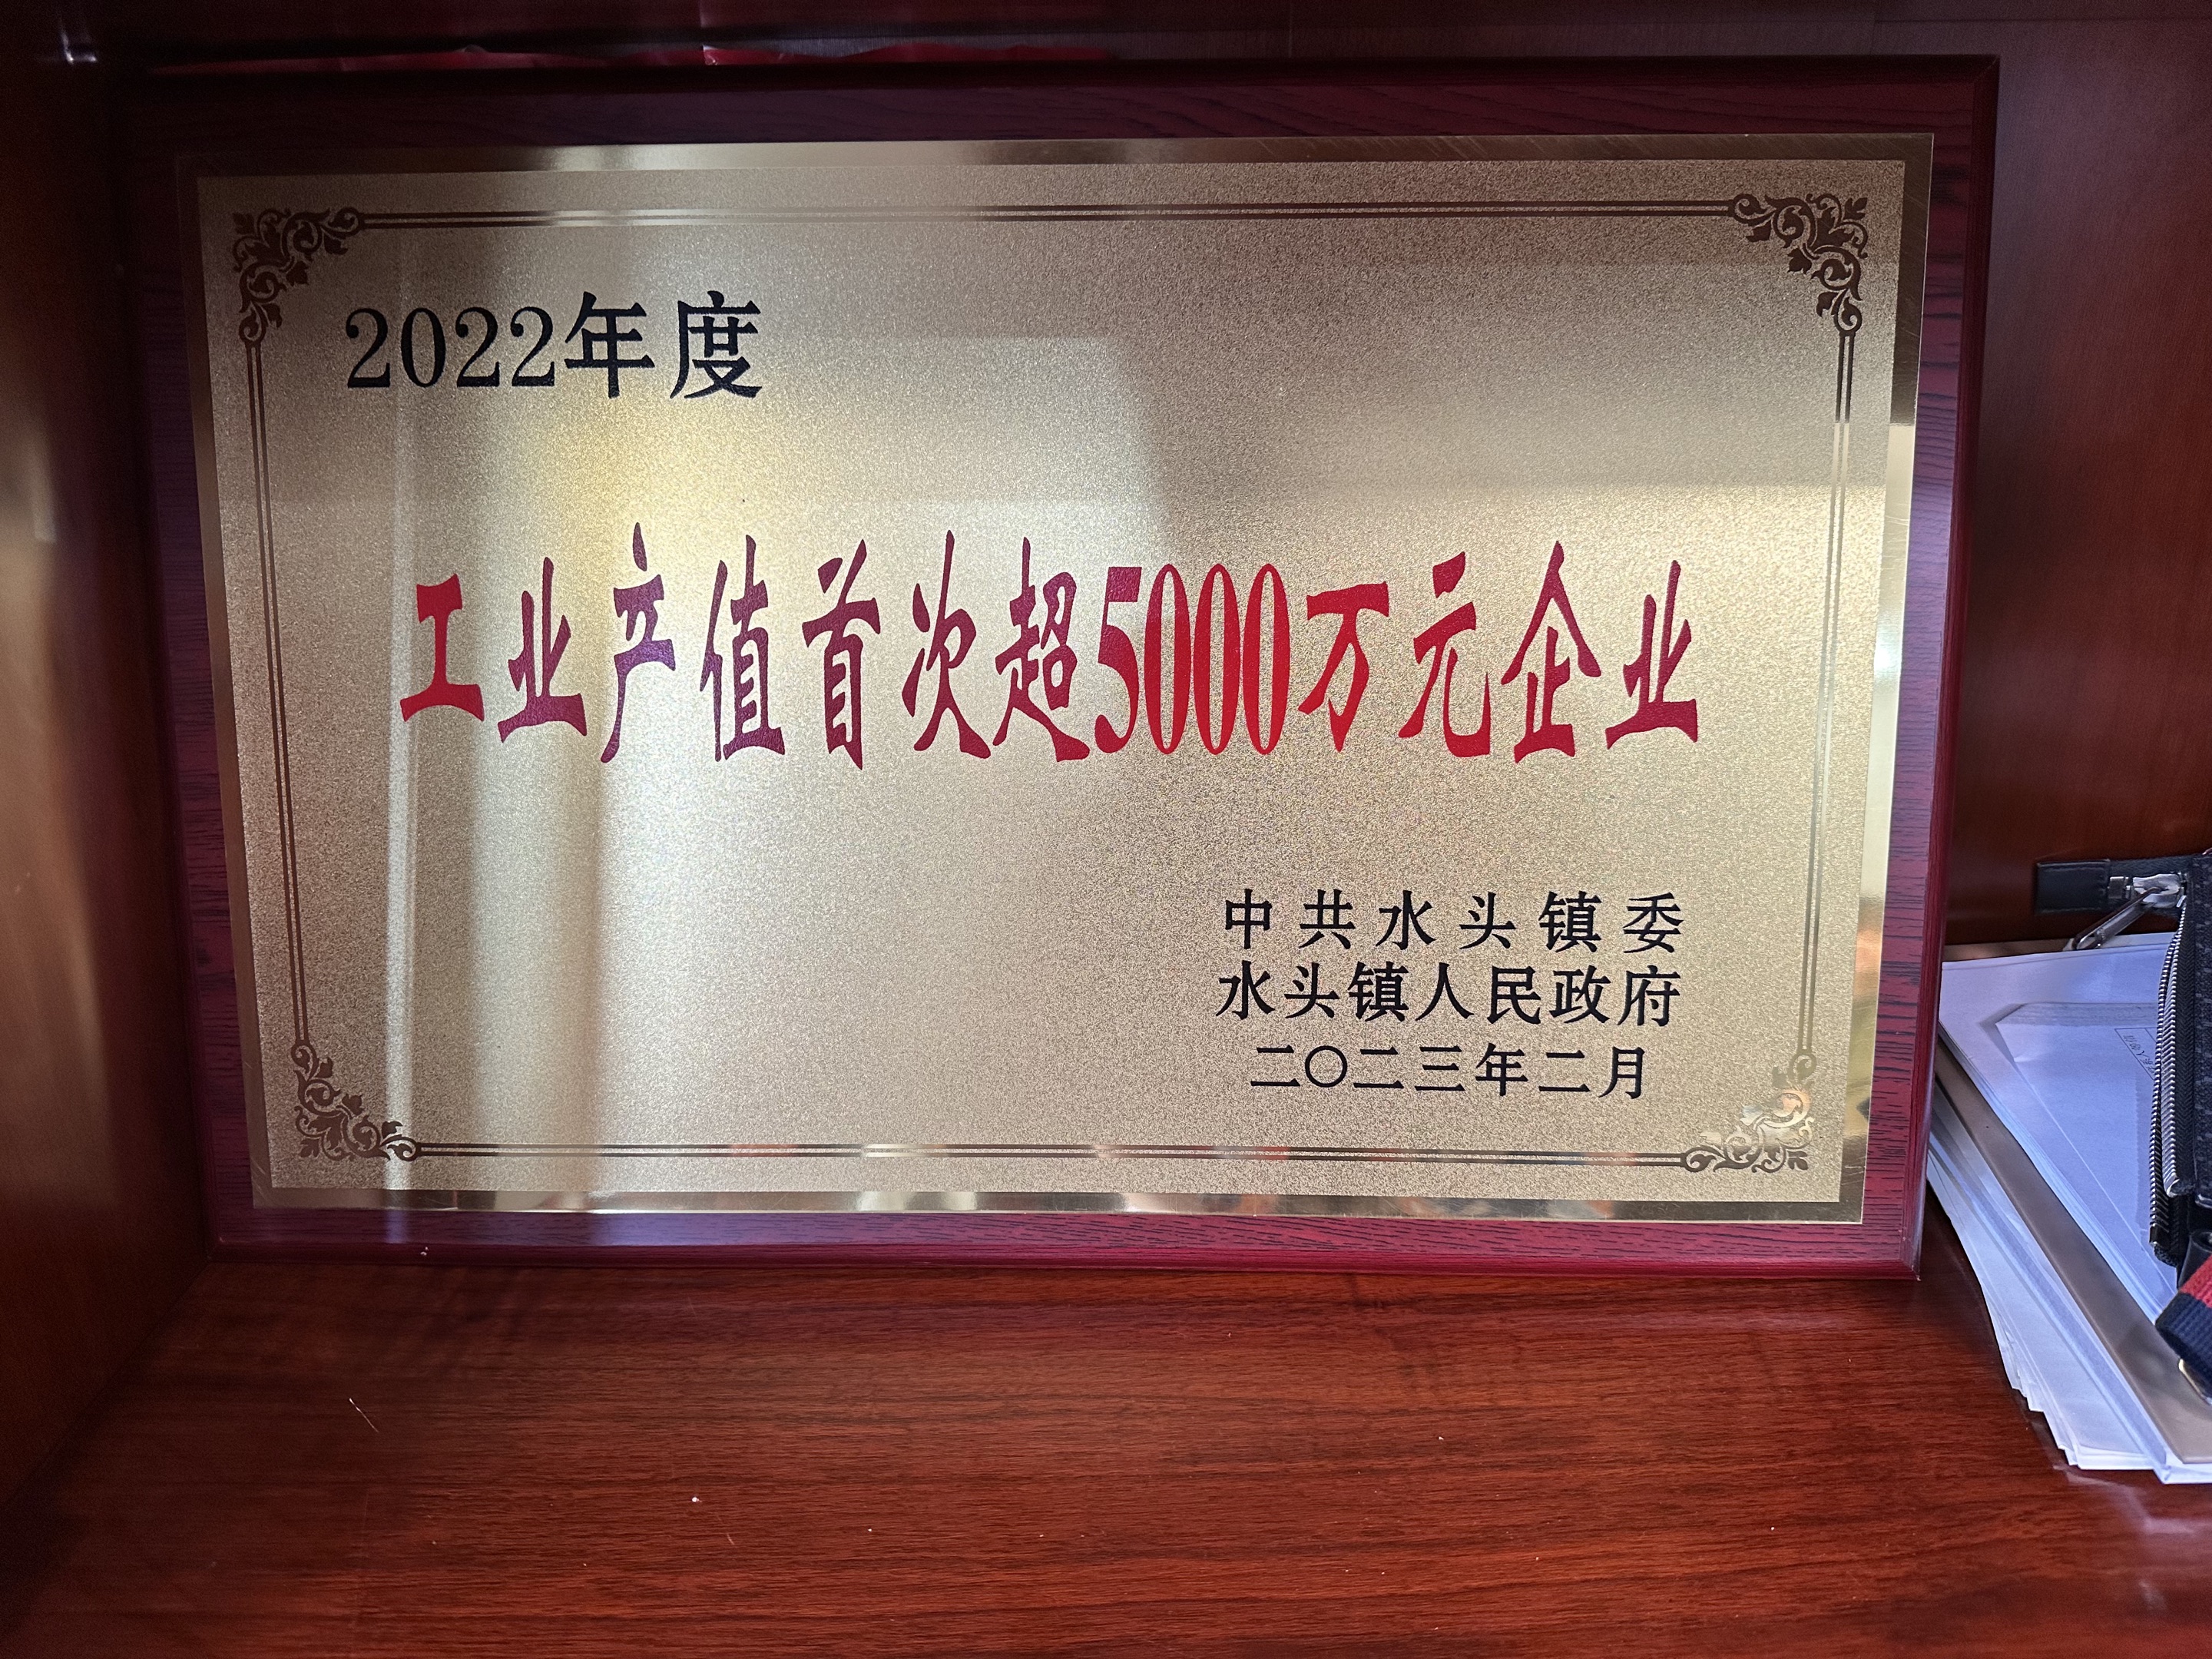 2022年度
工业产值首次超5000万元企业
中共水头镇委
水头镇人民政府
二〇二三年二月